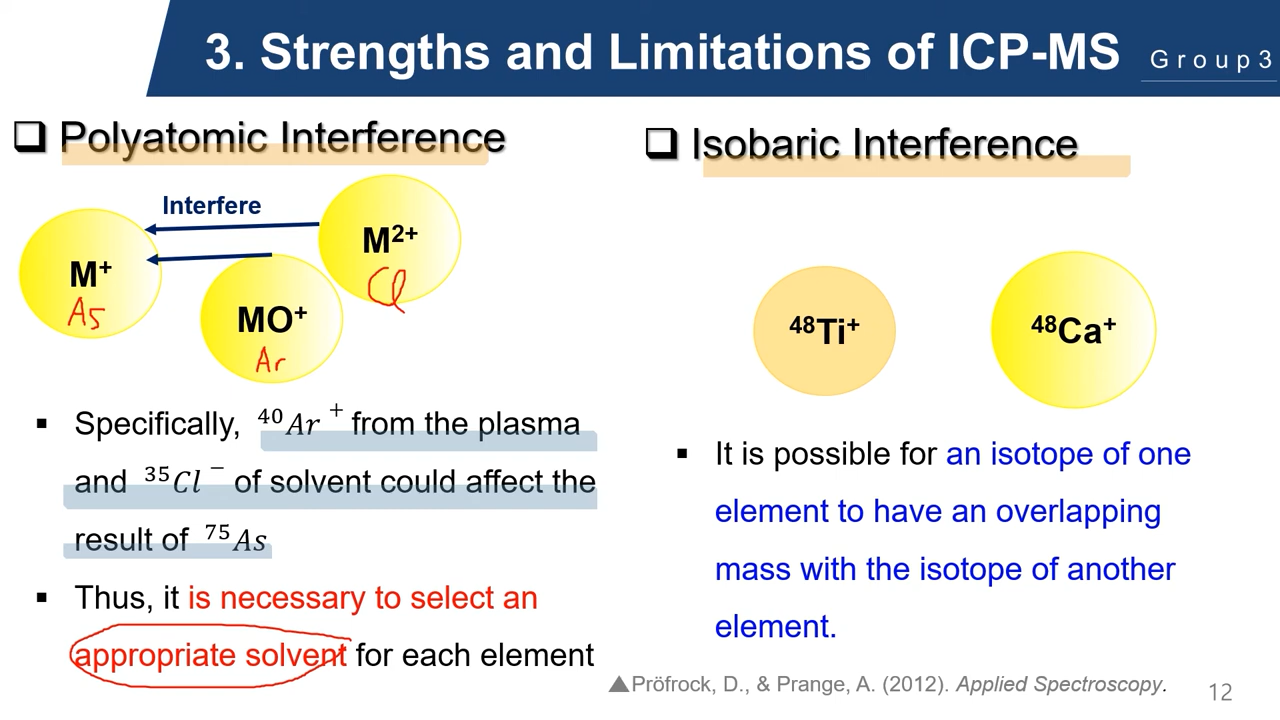 3. Strengths and Limitations of ICP-MS
Group3
❑ Polyatomic Interference
Interfere
M²⁺
Cl
M⁺
As
MO⁺
Ar
▪ Specifically, ⁴⁰Ar⁺ from the plasma
and ³⁵Cl⁻ of solvent could affect the
result of ⁷⁵As
▪ Thus, it is necessary to select an
appropriate solvent for each element
❑ Isobaric Interference
⁴⁸Ti⁺
⁴⁸Ca⁺
▪ It is possible for an isotope of one
element to have an overlapping
mass with the isotope of another
element.
▲Pröfrock, D., & Prange, A. (2012). Applied Spectroscopy.
12